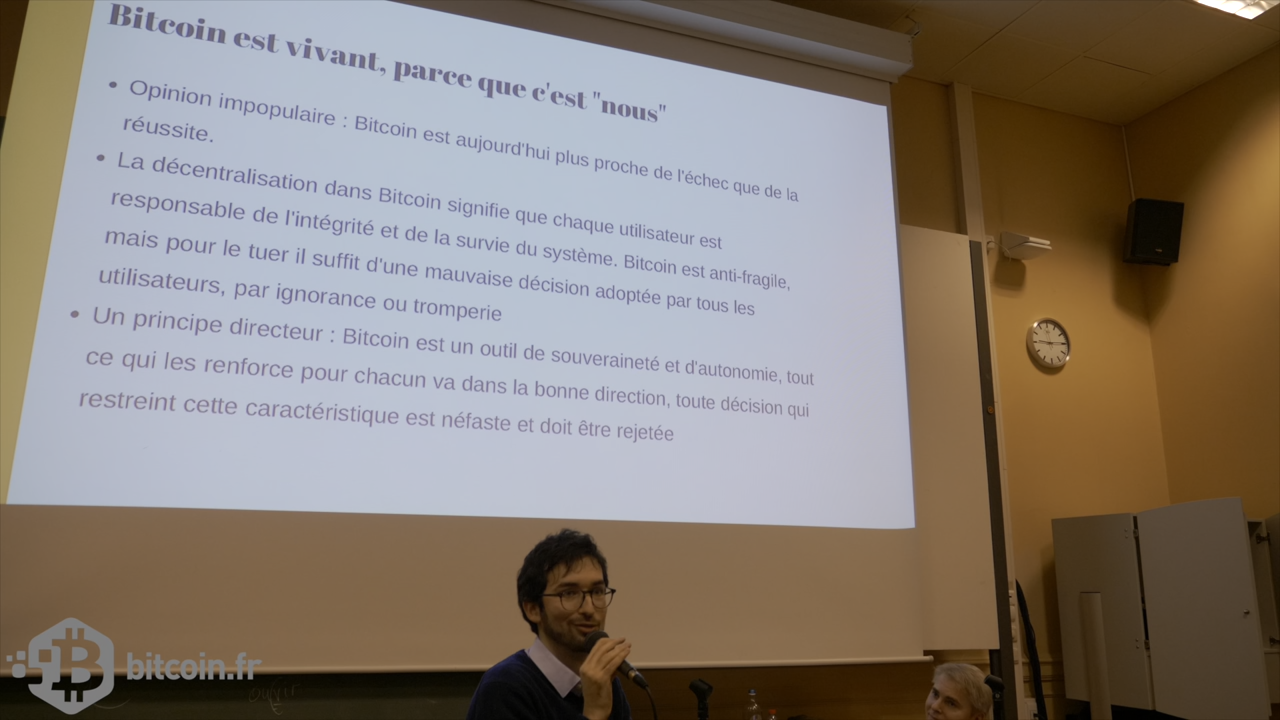 Bitcoin est vivant, parce que c'est "nous"
• Opinion impopulaire : Bitcoin est aujourd'hui plus proche de l'échec que de la
réussite.
• La décentralisation dans Bitcoin signifie que chaque utilisateur est
responsable de l'intégrité et de la survie du système. Bitcoin est anti-fragile,
mais pour le tuer il suffit d'une mauvaise décision adoptée par tous les
utilisateurs, par ignorance ou tromperie
• Un principe directeur : Bitcoin est un outil de souveraineté et d'autonomie, tout
ce qui les renforce pour chacun va dans la bonne direction, toute décision qui
restreint cette caractéristique est néfaste et doit être rejetée
bitcoin.fr